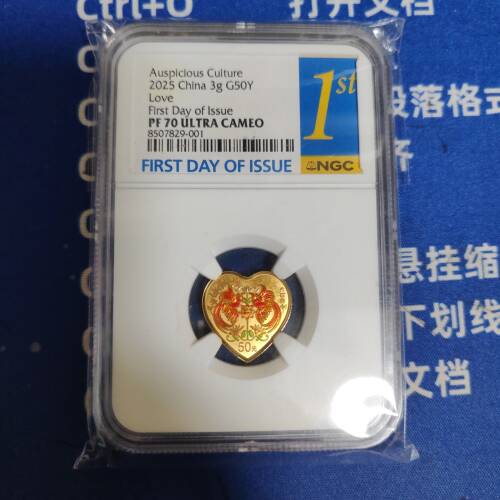 Ctrl+O 打开文档
Auspicious Culture
2025 China 3g G50Y
Love
First Day of Issue
PF 70 ULTRA CAMEO
8507829-001
FIRST DAY OF ISSUE
1st
NGC
段落格式
齐
悬挂缩
下划线
文档
50元